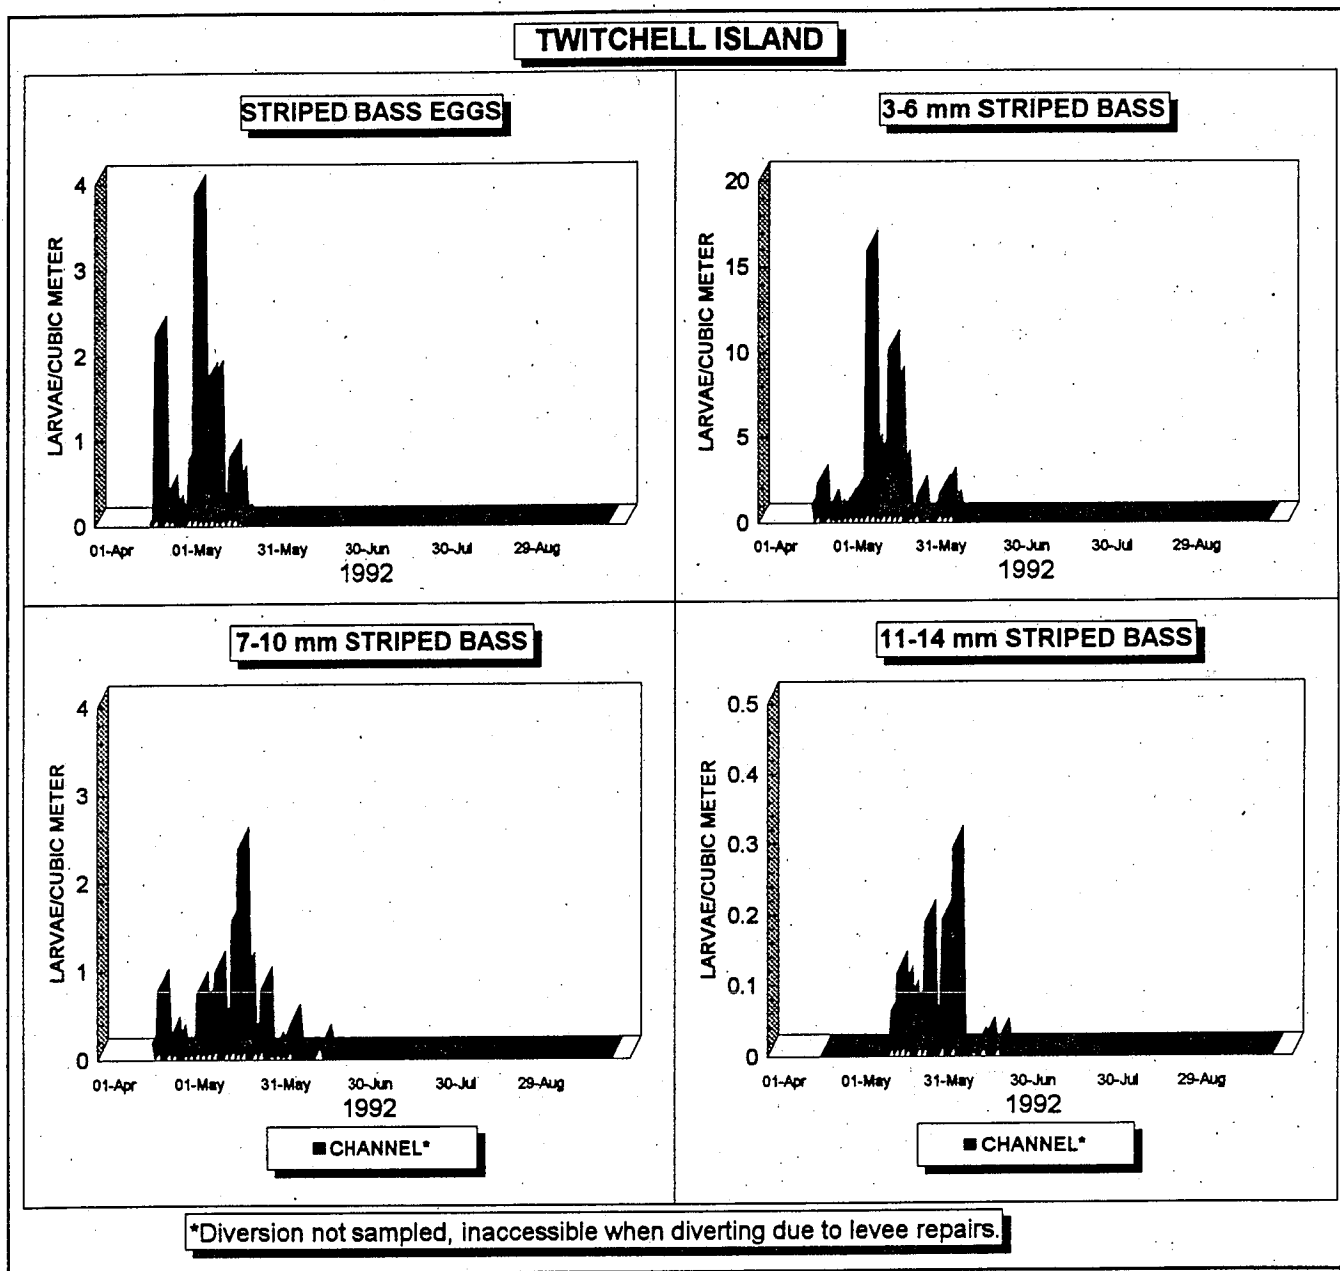 TWITCHELL ISLAND
STRIPED BASS EGGS
LARVAE/CUBIC METER
4
3
2
1
0
01-Apr 01-May 31-May 30-Jun 30-Jul 29-Aug
1992
3-6 mm STRIPED BASS
LARVAE/CUBIC METER
20
15
10
5
0
01-Apr 01-May 31-May 30-Jun 30-Jul 29-Aug
1992
7-10 mm STRIPED BASS
LARVAE/CUBIC METER
4
3
2
1
0
01-Apr 01-May 31-May 30-Jun 30-Jul 29-Aug
1992
CHANNEL*
11-14 mm STRIPED BASS
LARVAE/CUBIC METER
0.5
0.4
0.3
0.2
0.1
0
01-Apr 01-May 31-May 30-Jun 30-Jul 29-Aug
1992
CHANNEL*
*Diversion not sampled, inaccessible when diverting due to levee repairs.